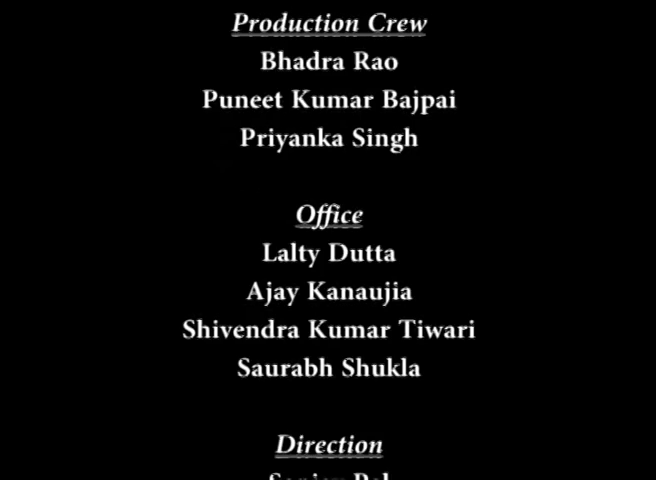 Production Crew
Bhadra Rao
Puneet Kumar Bajpai
Priyanka Singh
Office
Lalty Dutta
Ajay Kanaujia
Shivendra Kumar Tiwari
Saurabh Shukla
Direction